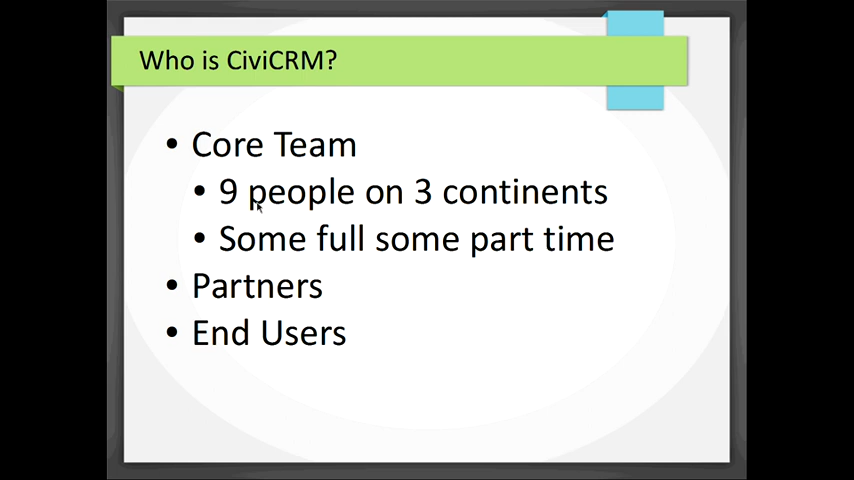 Who is CiviCRM?
• Core Team
• 9 people on 3 continents
• Some full some part time
• Partners
• End Users